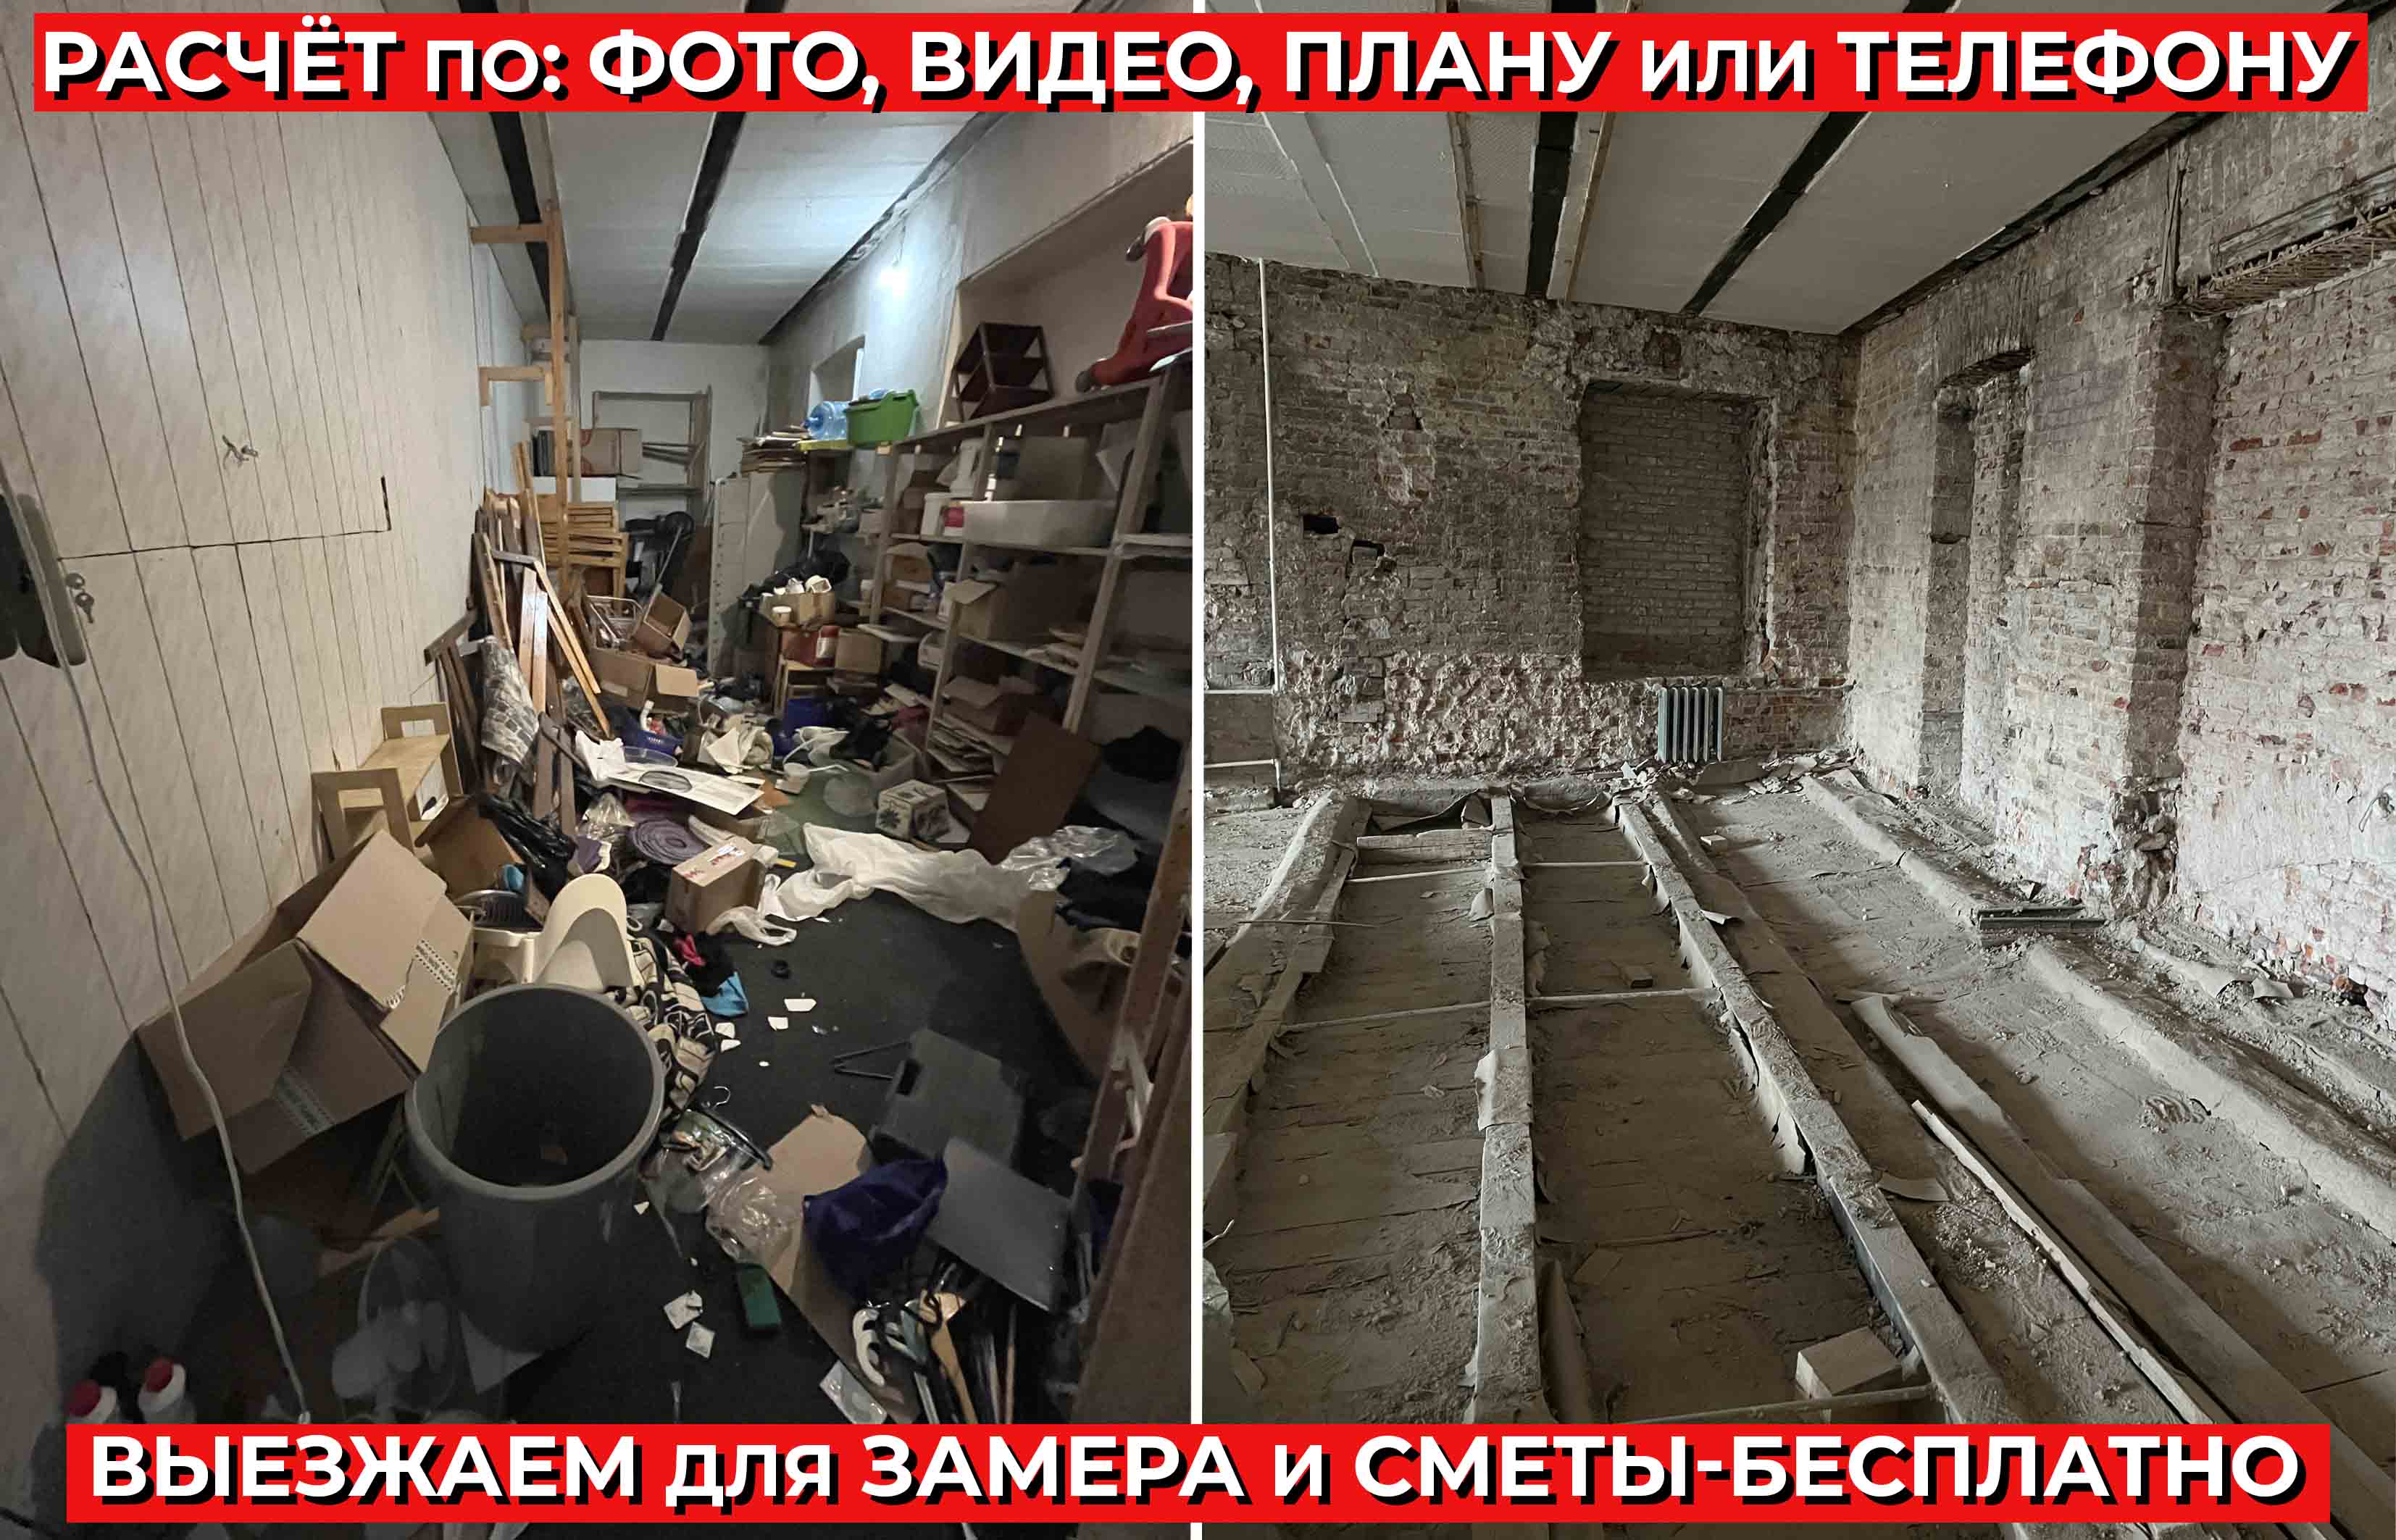 РАСЧЁТ по: ФОТО, ВИДЕО, ПЛАНУ или ТЕЛЕФОНУ
ВЫЕЗЖАЕМ для ЗАМЕРА и СМЕТЫ-БЕСПЛАТНО